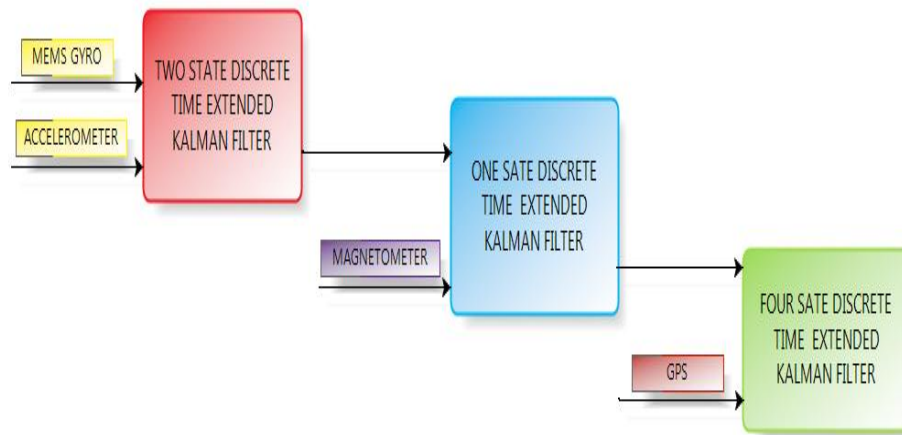 MEMS GYRO
ACCELEROMETER
TWO STATE DISCRETE
TIME EXTENDED
KALMAN FILTER
MAGNETOMETER
ONE SATE DISCRETE
TIME EXTENDED
KALMAN FILTER
GPS
FOUR SATE DISCRETE
TIME EXTENDED
KALMAN FILTER